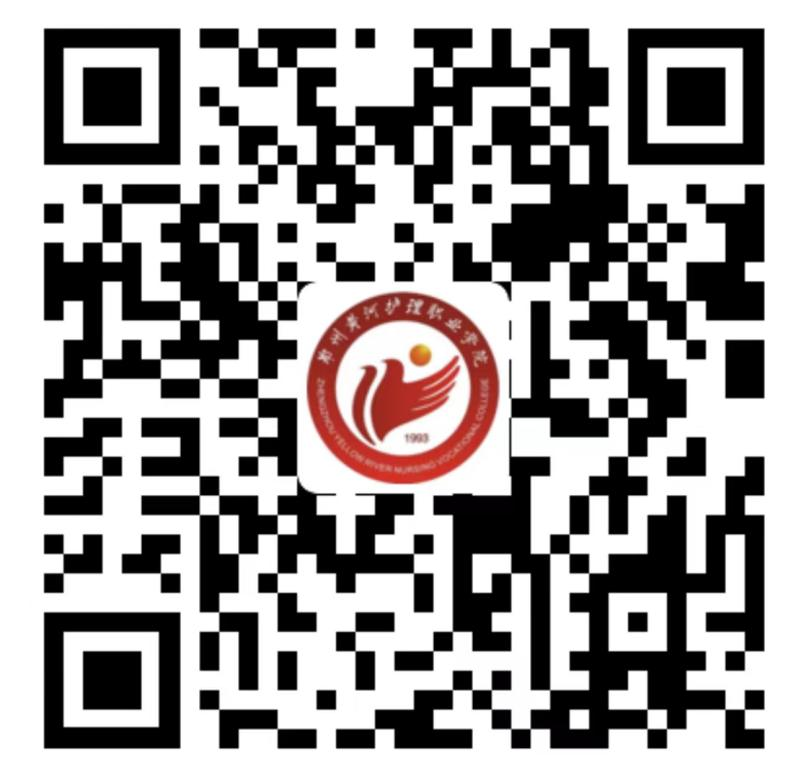 郑州黄河护理职业学院
1993
ZHENGZHOU YELLOW RIVER NURSING VOCATIONAL COLLEGE